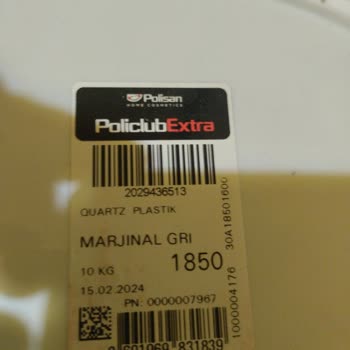 Polisan
HOME COSMETICS
PoliclubExtra
2029436513
QUARTZ PLASTIK
MARJINAL GRI
10 KG 1850
15.02.2024
PN: 0000007967
30A18501600
1000004176
831839